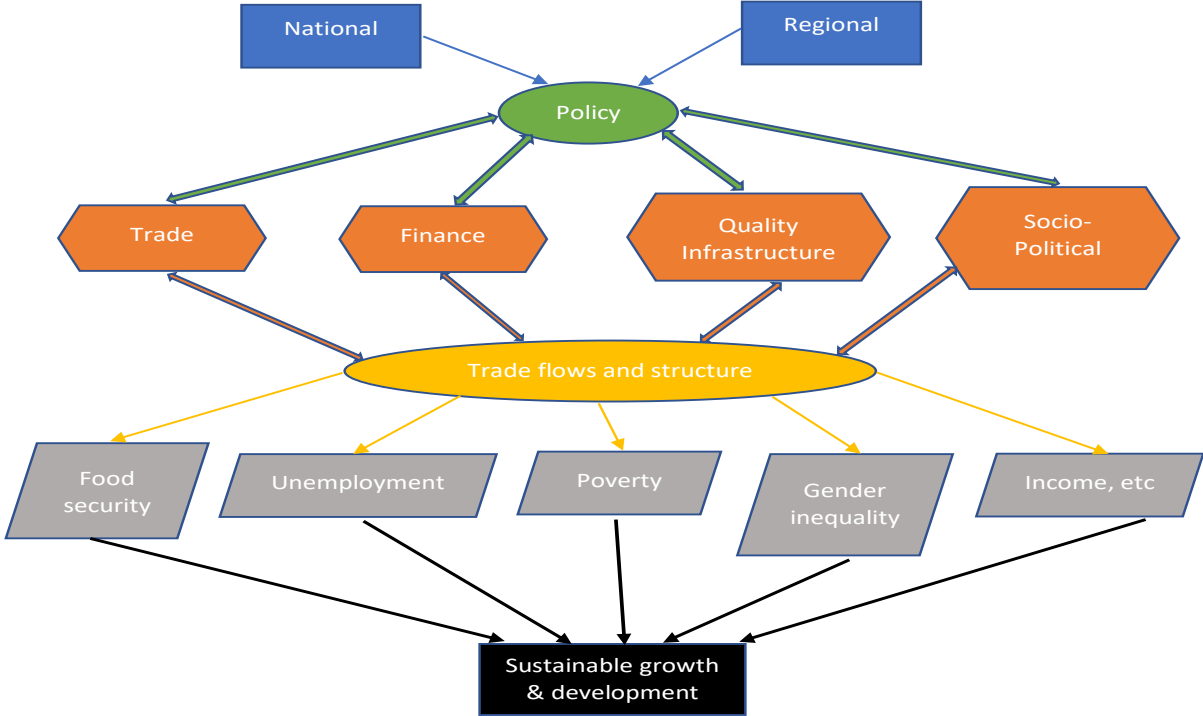 National
Regional
Policy
Trade
Finance
Quality
Infrastructure
Socio-
Political
Trade flows and structure
Food
security
Unemployment
Poverty
Gender
inequality
Income, etc
Sustainable growth
& development